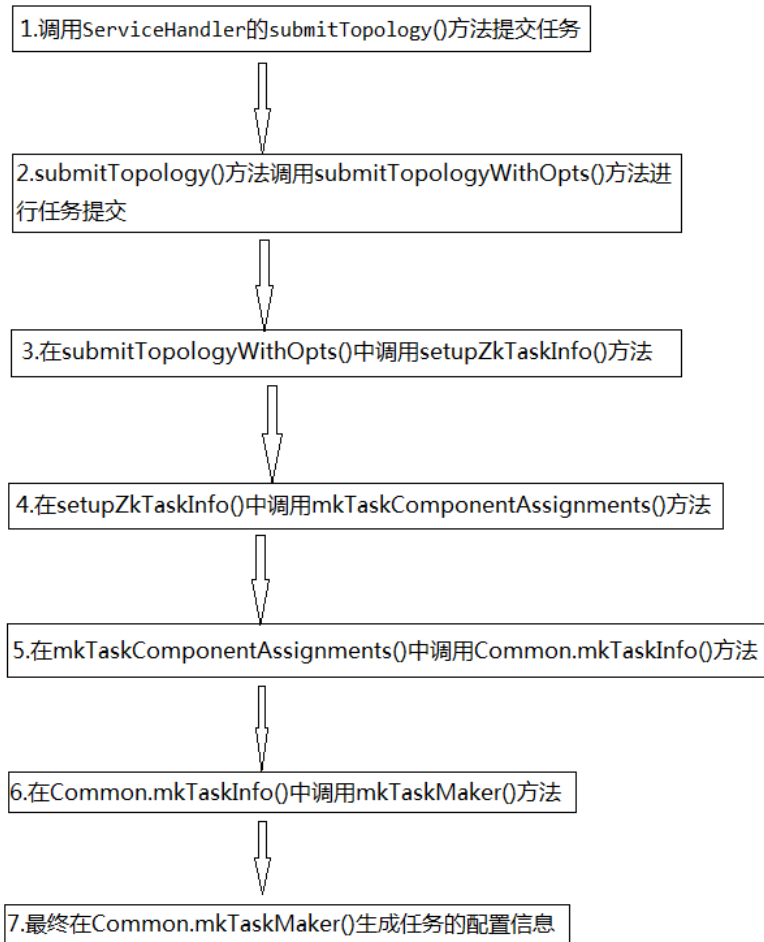 1.调用ServiceHandler的submitTopology()方法提交任务
2.submitTopology()方法调用submitTopologyWithOpts()方法进
行任务提交
3.在submitTopologyWithOpts()中调用setupZkTaskInfo()方法
4.在setupZkTaskInfo()中调用mkTaskComponentAssignments()方法
5.在mkTaskComponentAssignments()中调用Common.mkTaskInfo()方法
6.在Common.mkTaskInfo()中调用mkTaskMaker()方法
7.最终在Common.mkTaskMaker()生成任务的配置信息